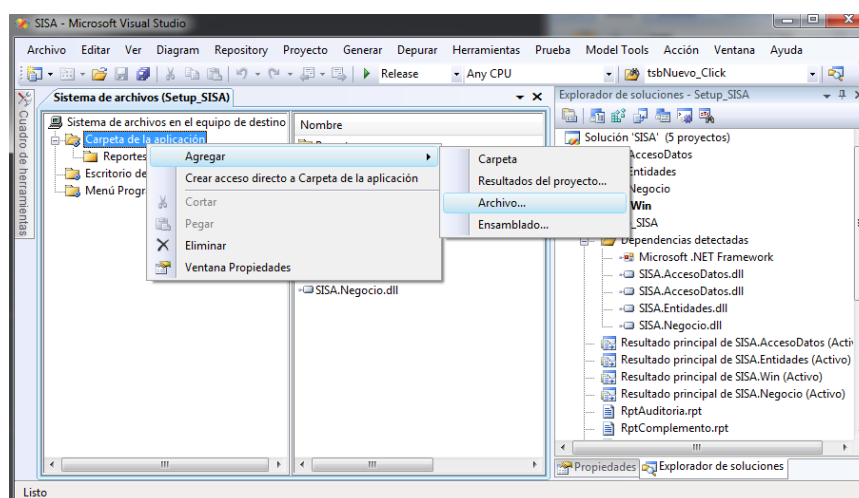 SISA - Microsoft Visual Studio
Archivo Editar Ver Diagram Repository Proyecto Generar Depurar Herramientas Prueba Model Tools Acción Ventana Ayuda
Release Any CPU tsbNuevo_Click
Cuadro de herramientas
Sistema de archivos (Setup_SISA)
Sistema de archivos en el equipo de destino
Carpeta de la aplicación
Reportes
Escritorio de
Menú Progr
Nombre
SISA.Negocio.dll
Agregar
Crear acceso directo a Carpeta de la aplicación
Cortar
Pegar
Eliminar
Ventana Propiedades
Carpeta
Resultados del proyecto...
Archivo...
Ensamblado...
Explorador de soluciones - Setup_SISA
Solución 'SISA' (5 proyectos)
AccesoDatos
ntidades
Negocio
Win
_SISA
Dependencias detectadas
Microsoft .NET Framework
SISA.AccesoDatos.dll
SISA.AccesoDatos.dll
SISA.Entidades.dll
SISA.Negocio.dll
Resultado principal de SISA.AccesoDatos (Activ
Resultado principal de SISA.Entidades (Activo)
Resultado principal de SISA.Win (Activo)
Resultado principal de SISA.Negocio (Activo)
RptAuditoria.rpt
RptComplemento.rpt
Propiedades Explorador de soluciones
Listo